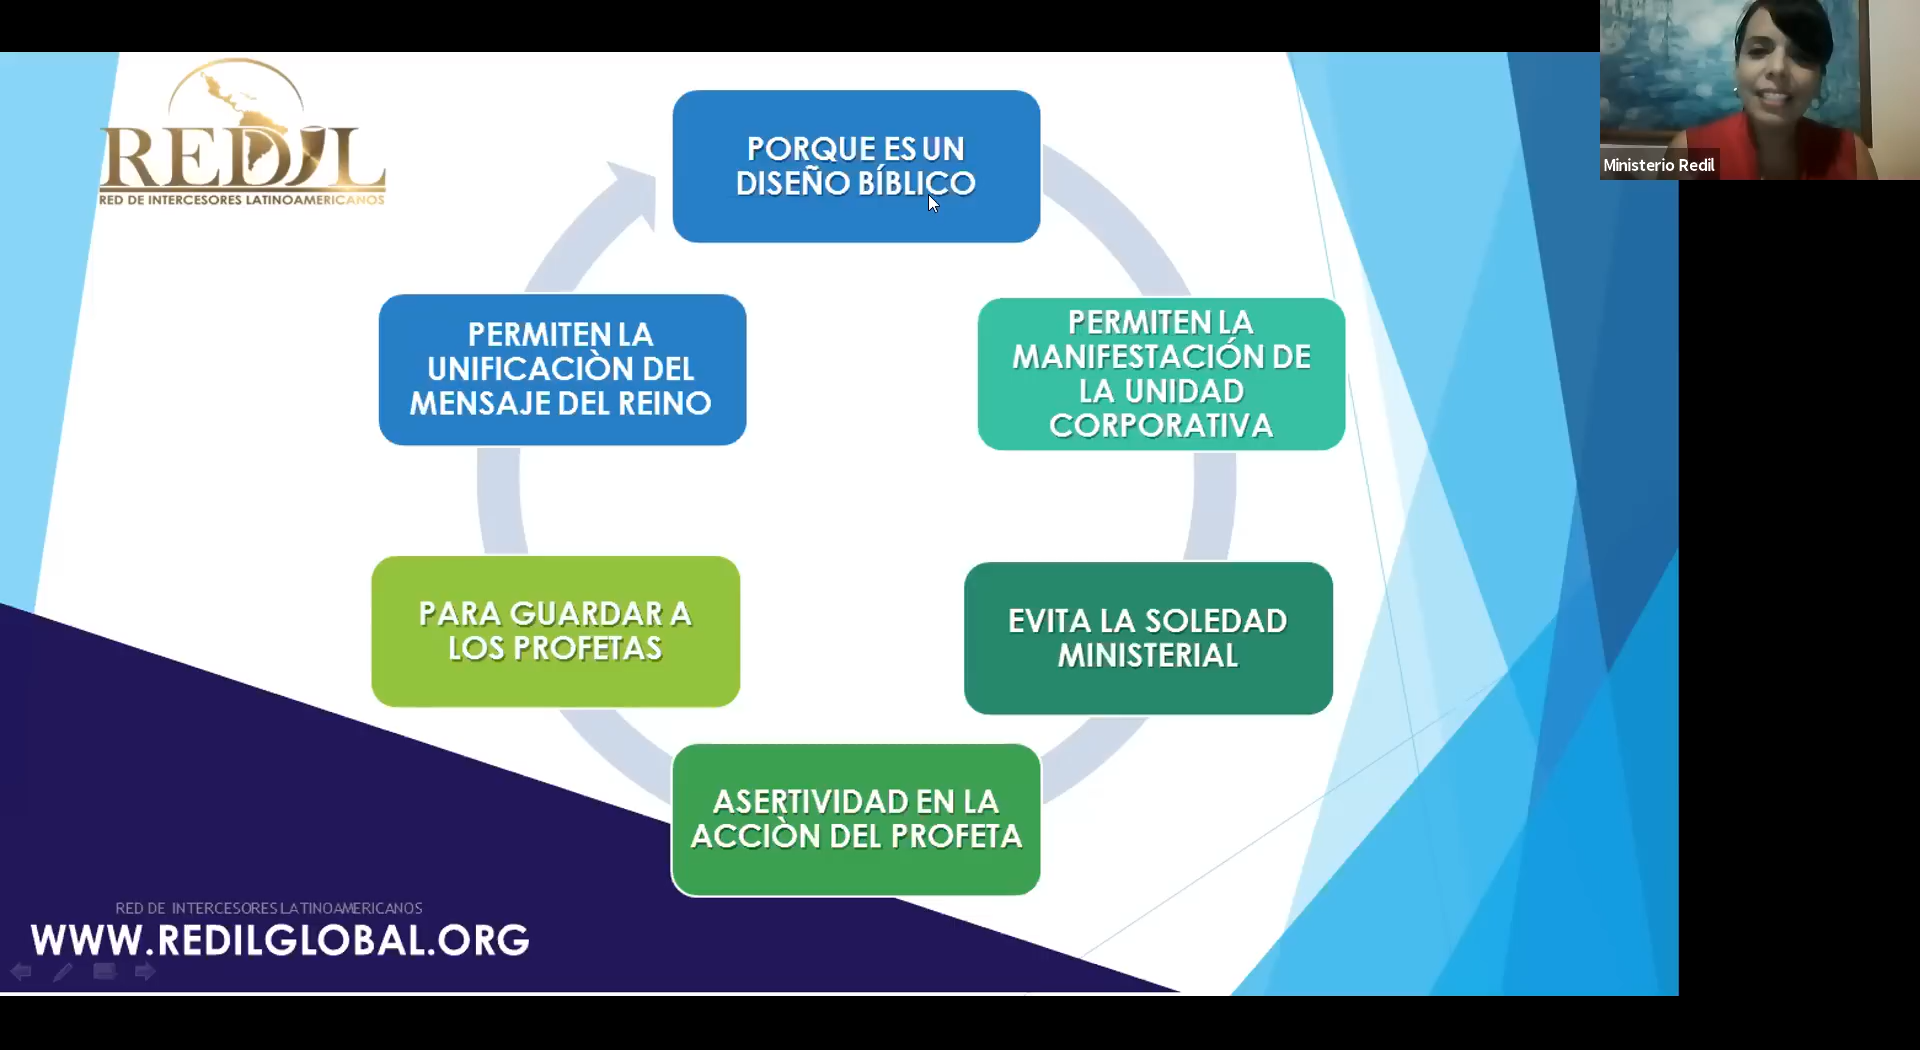 REDIL
RED DE INTERCESORES LATINOAMERICANOS
Ministerio Redil
PORQUE ES UN
DISEÑO BÍBLICO
PERMITEN LA
MANIFESTACIÓN DE
LA UNIDAD
CORPORATIVA
EVITA LA SOLEDAD
MINISTERIAL
ASERTIVIDAD EN LA
ACCIÒN DEL PROFETA
PARA GUARDAR A
LOS PROFETAS
PERMITEN LA
UNIFICACIÒN DEL
MENSAJE DEL REINO
RED DE INTERCESORES LATINOAMERICANOS
WWW.REDILGLOBAL.ORG